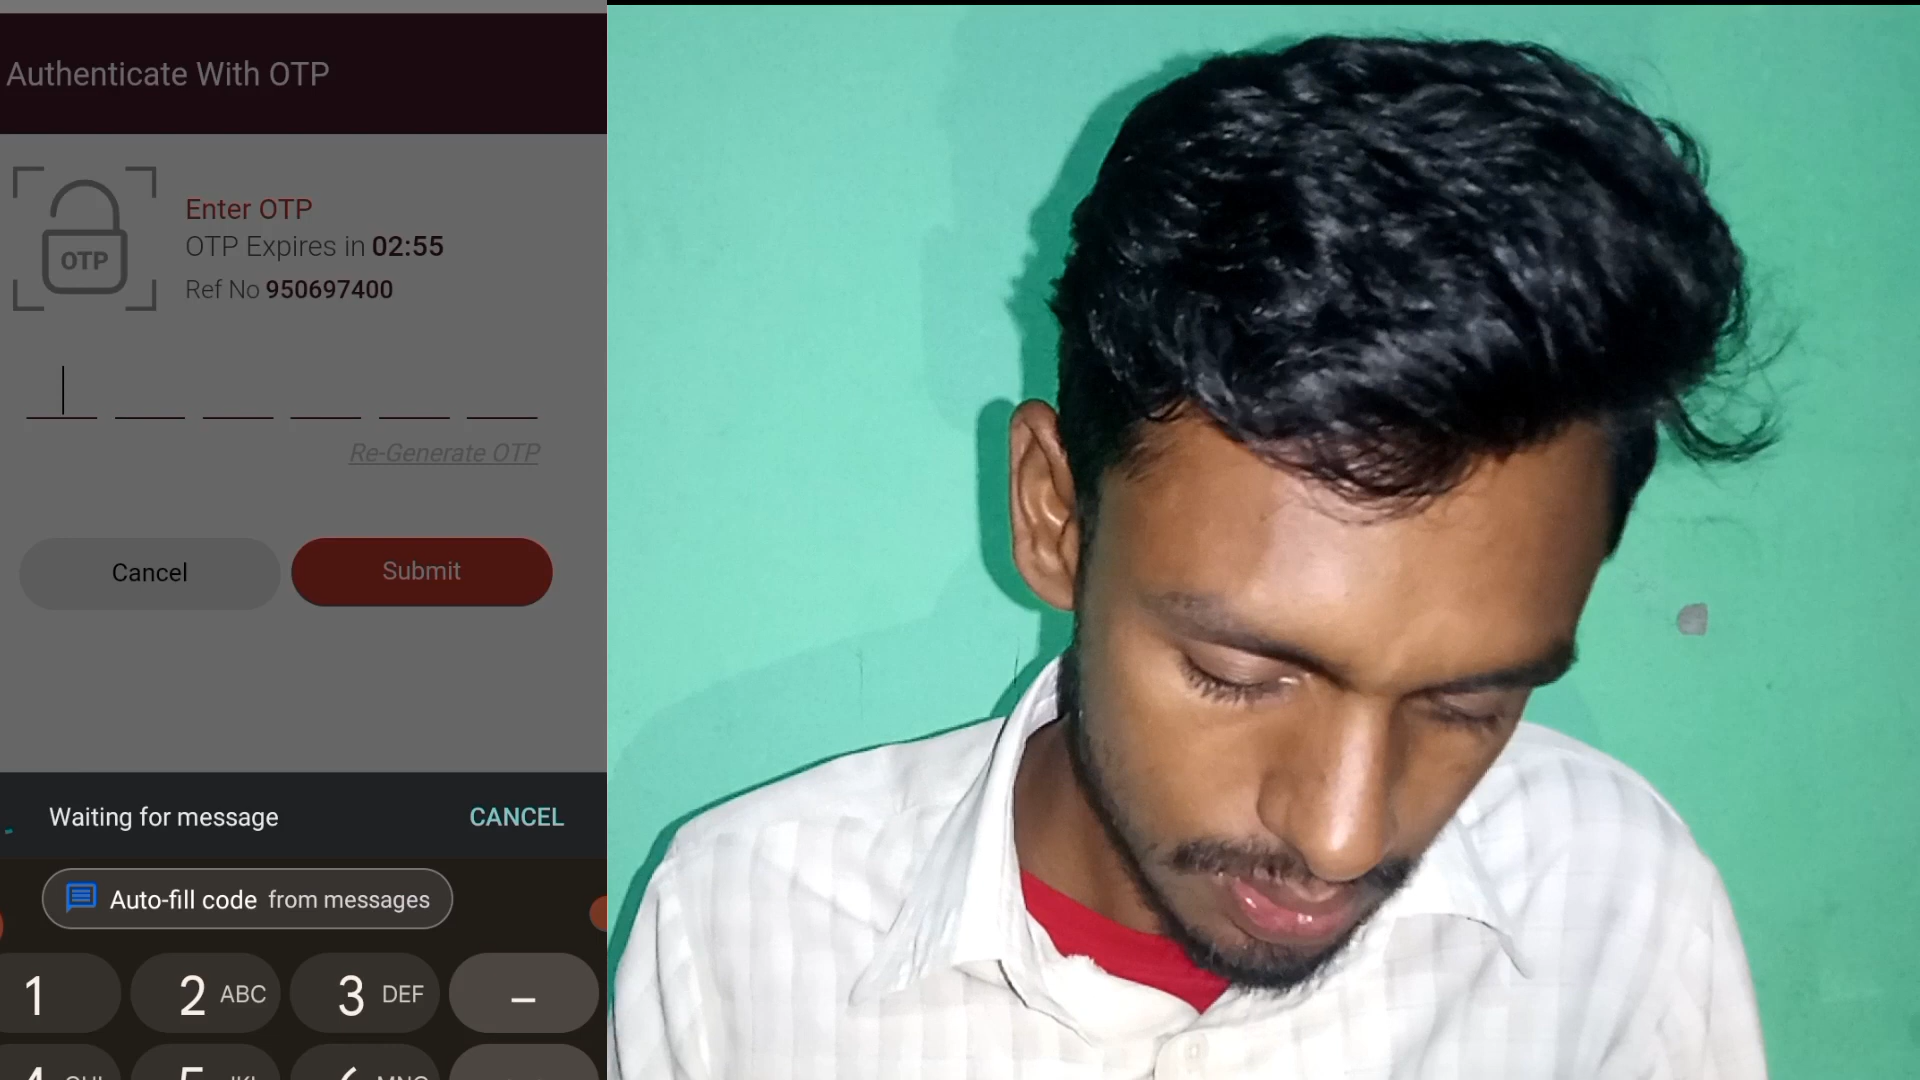 Authenticate With OTP
OTP
Enter OTP
OTP Expires in 02:55
Ref No 950697400
Re-Generate OTP
Cancel
Submit
Waiting for message
CANCEL
Auto-fill code from messages
1
2 ABC
3 DEF
–